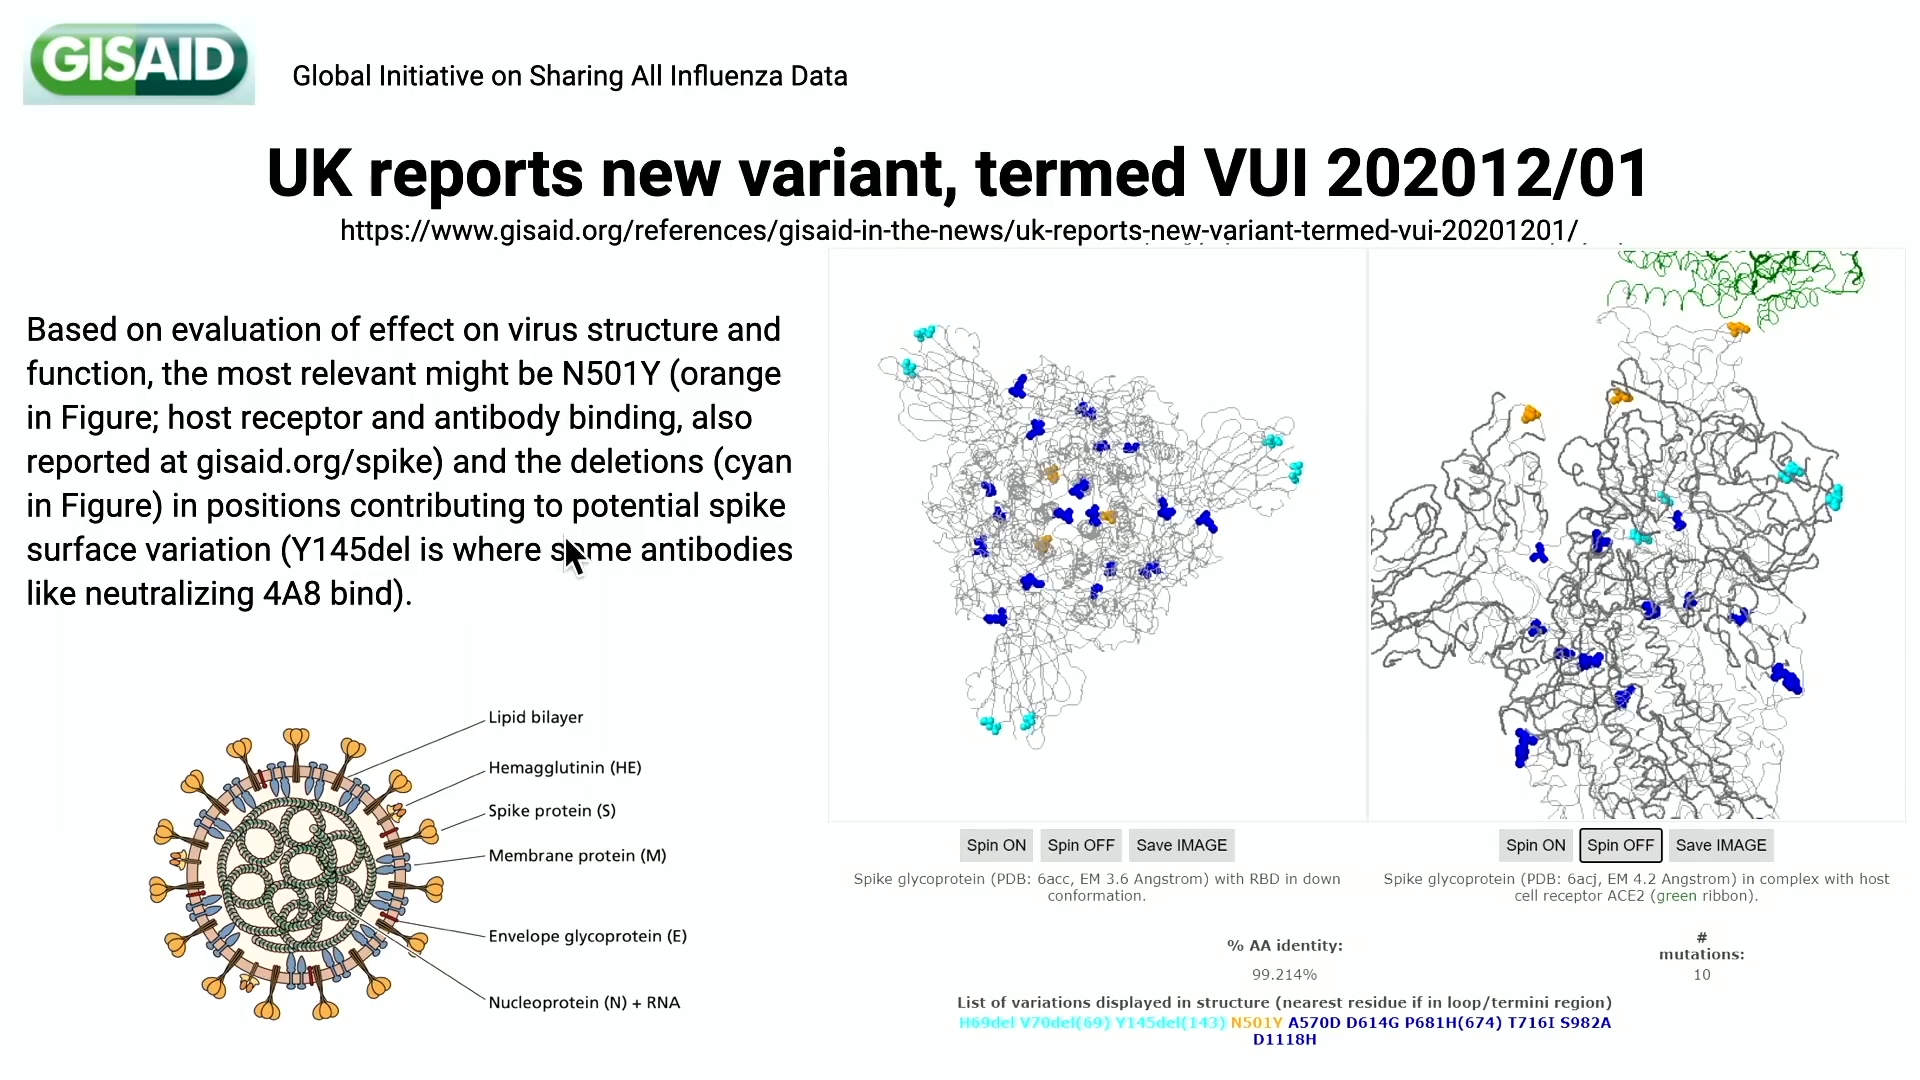 GISAID
Global Initiative on Sharing All Influenza Data
UK reports new variant, termed VUI 202012/01
https://www.gisaid.org/references/gisaid-in-the-news/uk-reports-new-variant-termed-vui-20201201/
Based on evaluation of effect on virus structure and
function, the most relevant might be N501Y (orange
in Figure; host receptor and antibody binding, also
reported at gisaid.org/spike) and the deletions (cyan
in Figure) in positions contributing to potential spike
surface variation (Y145del is where some antibodies
like neutralizing 4A8 bind).
Lipid bilayer
Hemagglutinin (HE)
Spike protein (S)
Membrane protein (M)
Envelope glycoprotein (E)
Nucleoprotein (N) + RNA
Spin ON Spin OFF Save IMAGE
Spike glycoprotein (PDB: 6acc, EM 3.6 Angstrom) with RBD in down
conformation.
Spin ON Spin OFF Save IMAGE
Spike glycoprotein (PDB: 6acj, EM 4.2 Angstrom) in complex with host
cell receptor ACE2 (green ribbon).
% AA identity:
99.214%
#
mutations:
10
List of variations displayed in structure (nearest residue if in loop/termini region)
H69del V70del(69) Y145del(143) N501Y A570D D614G P681H(674) T716I S982A
D1118H